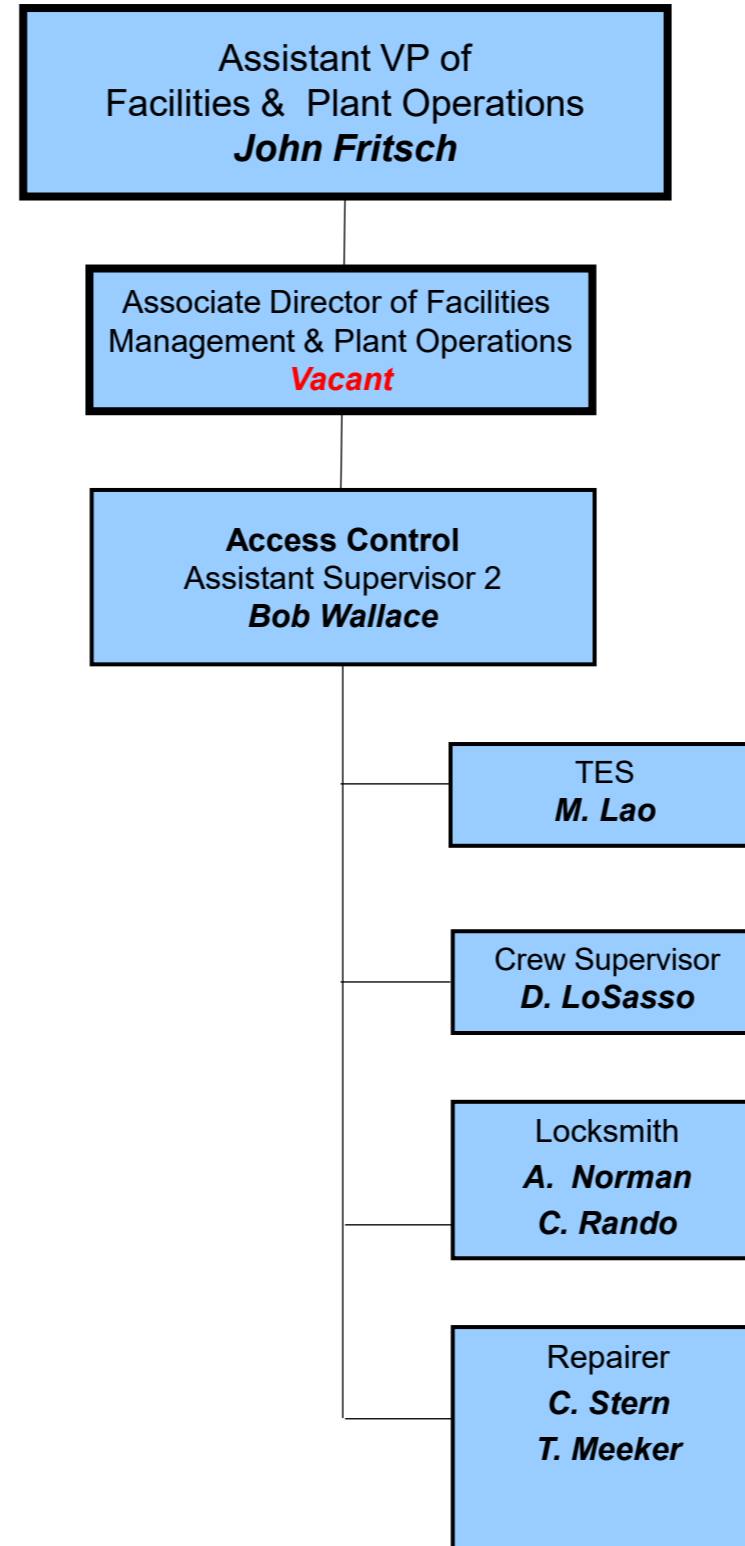 Assistant VP of
Facilities & Plant Operations
John Fritsch
Associate Director of Facilities
Management & Plant Operations
Vacant
Access Control
Assistant Supervisor 2
Bob Wallace
TES
M. Lao
Crew Supervisor
D. LoSasso
Locksmith
A. Norman
C. Rando
Repairer
C. Stern
T. Meeker